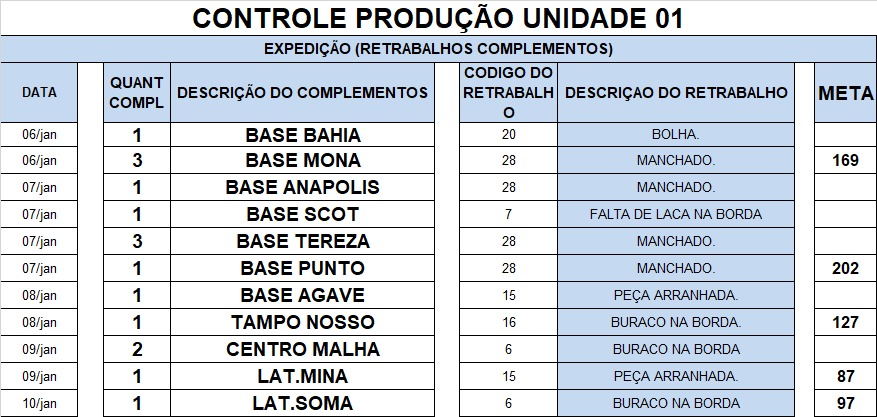 CONTROLE PRODUÇÃO UNIDADE 01
EXPEDIÇÃO (RETRABALHOS COMPLEMENTOS)
DATA QUANT COMPL DESCRIÇÃO DO COMPLEMENTOS CODIGO DO RETRABALHO DESCRIÇAO DO RETRABALHO META
06/jan 1 BASE BAHIA 20 BOLHA.
06/jan 3 BASE MONA 28 MANCHADO. 169
07/jan 1 BASE ANAPOLIS 28 MANCHADO.
07/jan 1 BASE SCOT 7 FALTA DE LACA NA BORDA
07/jan 3 BASE TEREZA 28 MANCHADO.
07/jan 1 BASE PUNTO 28 MANCHADO. 202
08/jan 1 BASE AGAVE 15 PEÇA ARRANHADA.
08/jan 1 TAMPO NOSSO 16 BURACO NA BORDA. 127
09/jan 2 CENTRO MALHA 6 BURACO NA BORDA
09/jan 1 LAT.MINA 15 PEÇA ARRANHADA. 87
10/jan 1 LAT.SOMA 6 BURACO NA BORDA 97